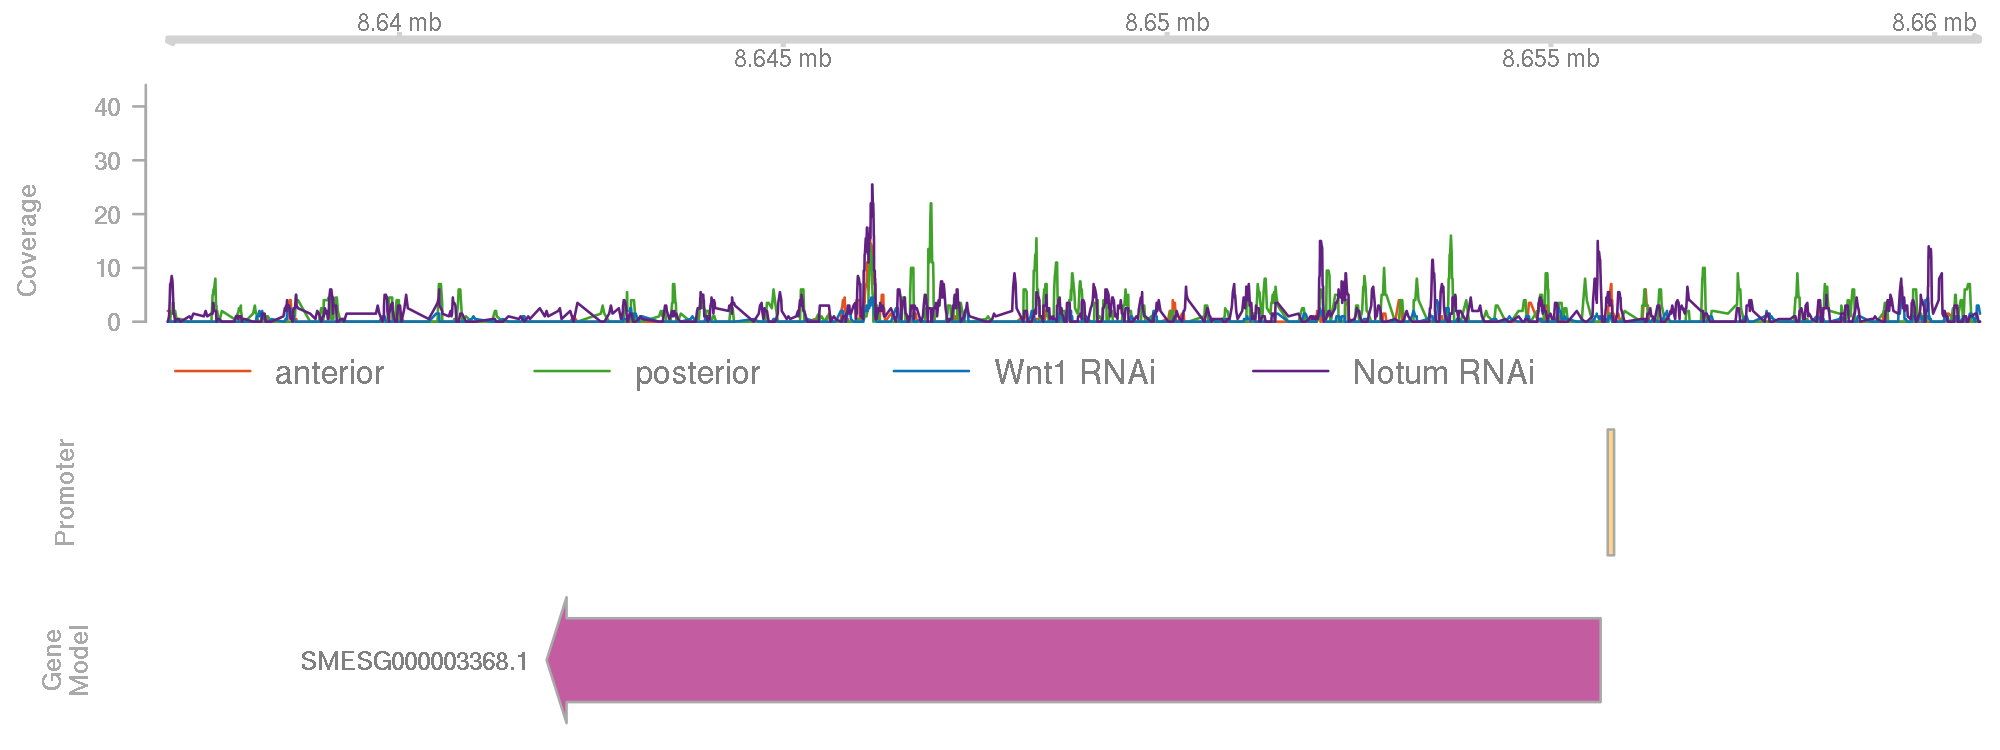 8.64 mb 8.65 mb 8.66 mb
8.645 mb 8.655 mb
40
30
20
10
0
Coverage
anterior posterior Wnt1 RNAi Notum RNAi
Promoter
Gene
Model
SMESG000003368.1